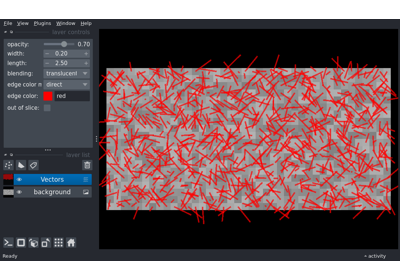 File View Plugins Window Help
layer controls
opacity: 0.70
width: − 0.20 +
length: − 2.50 +
blending: translucent
edge color m direct
edge color: red
out of slice:
layer list
Vectors
background
Ready
activity